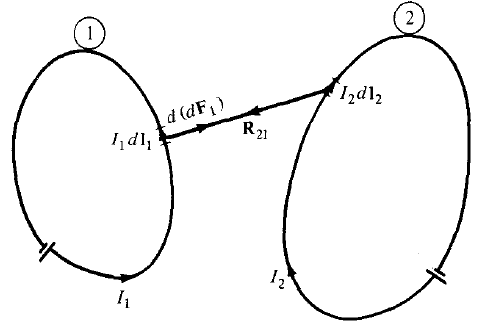 1
2
d(dF₁)
I₁dl₁
I₂dl₂
R₂₁
I₁
I₂